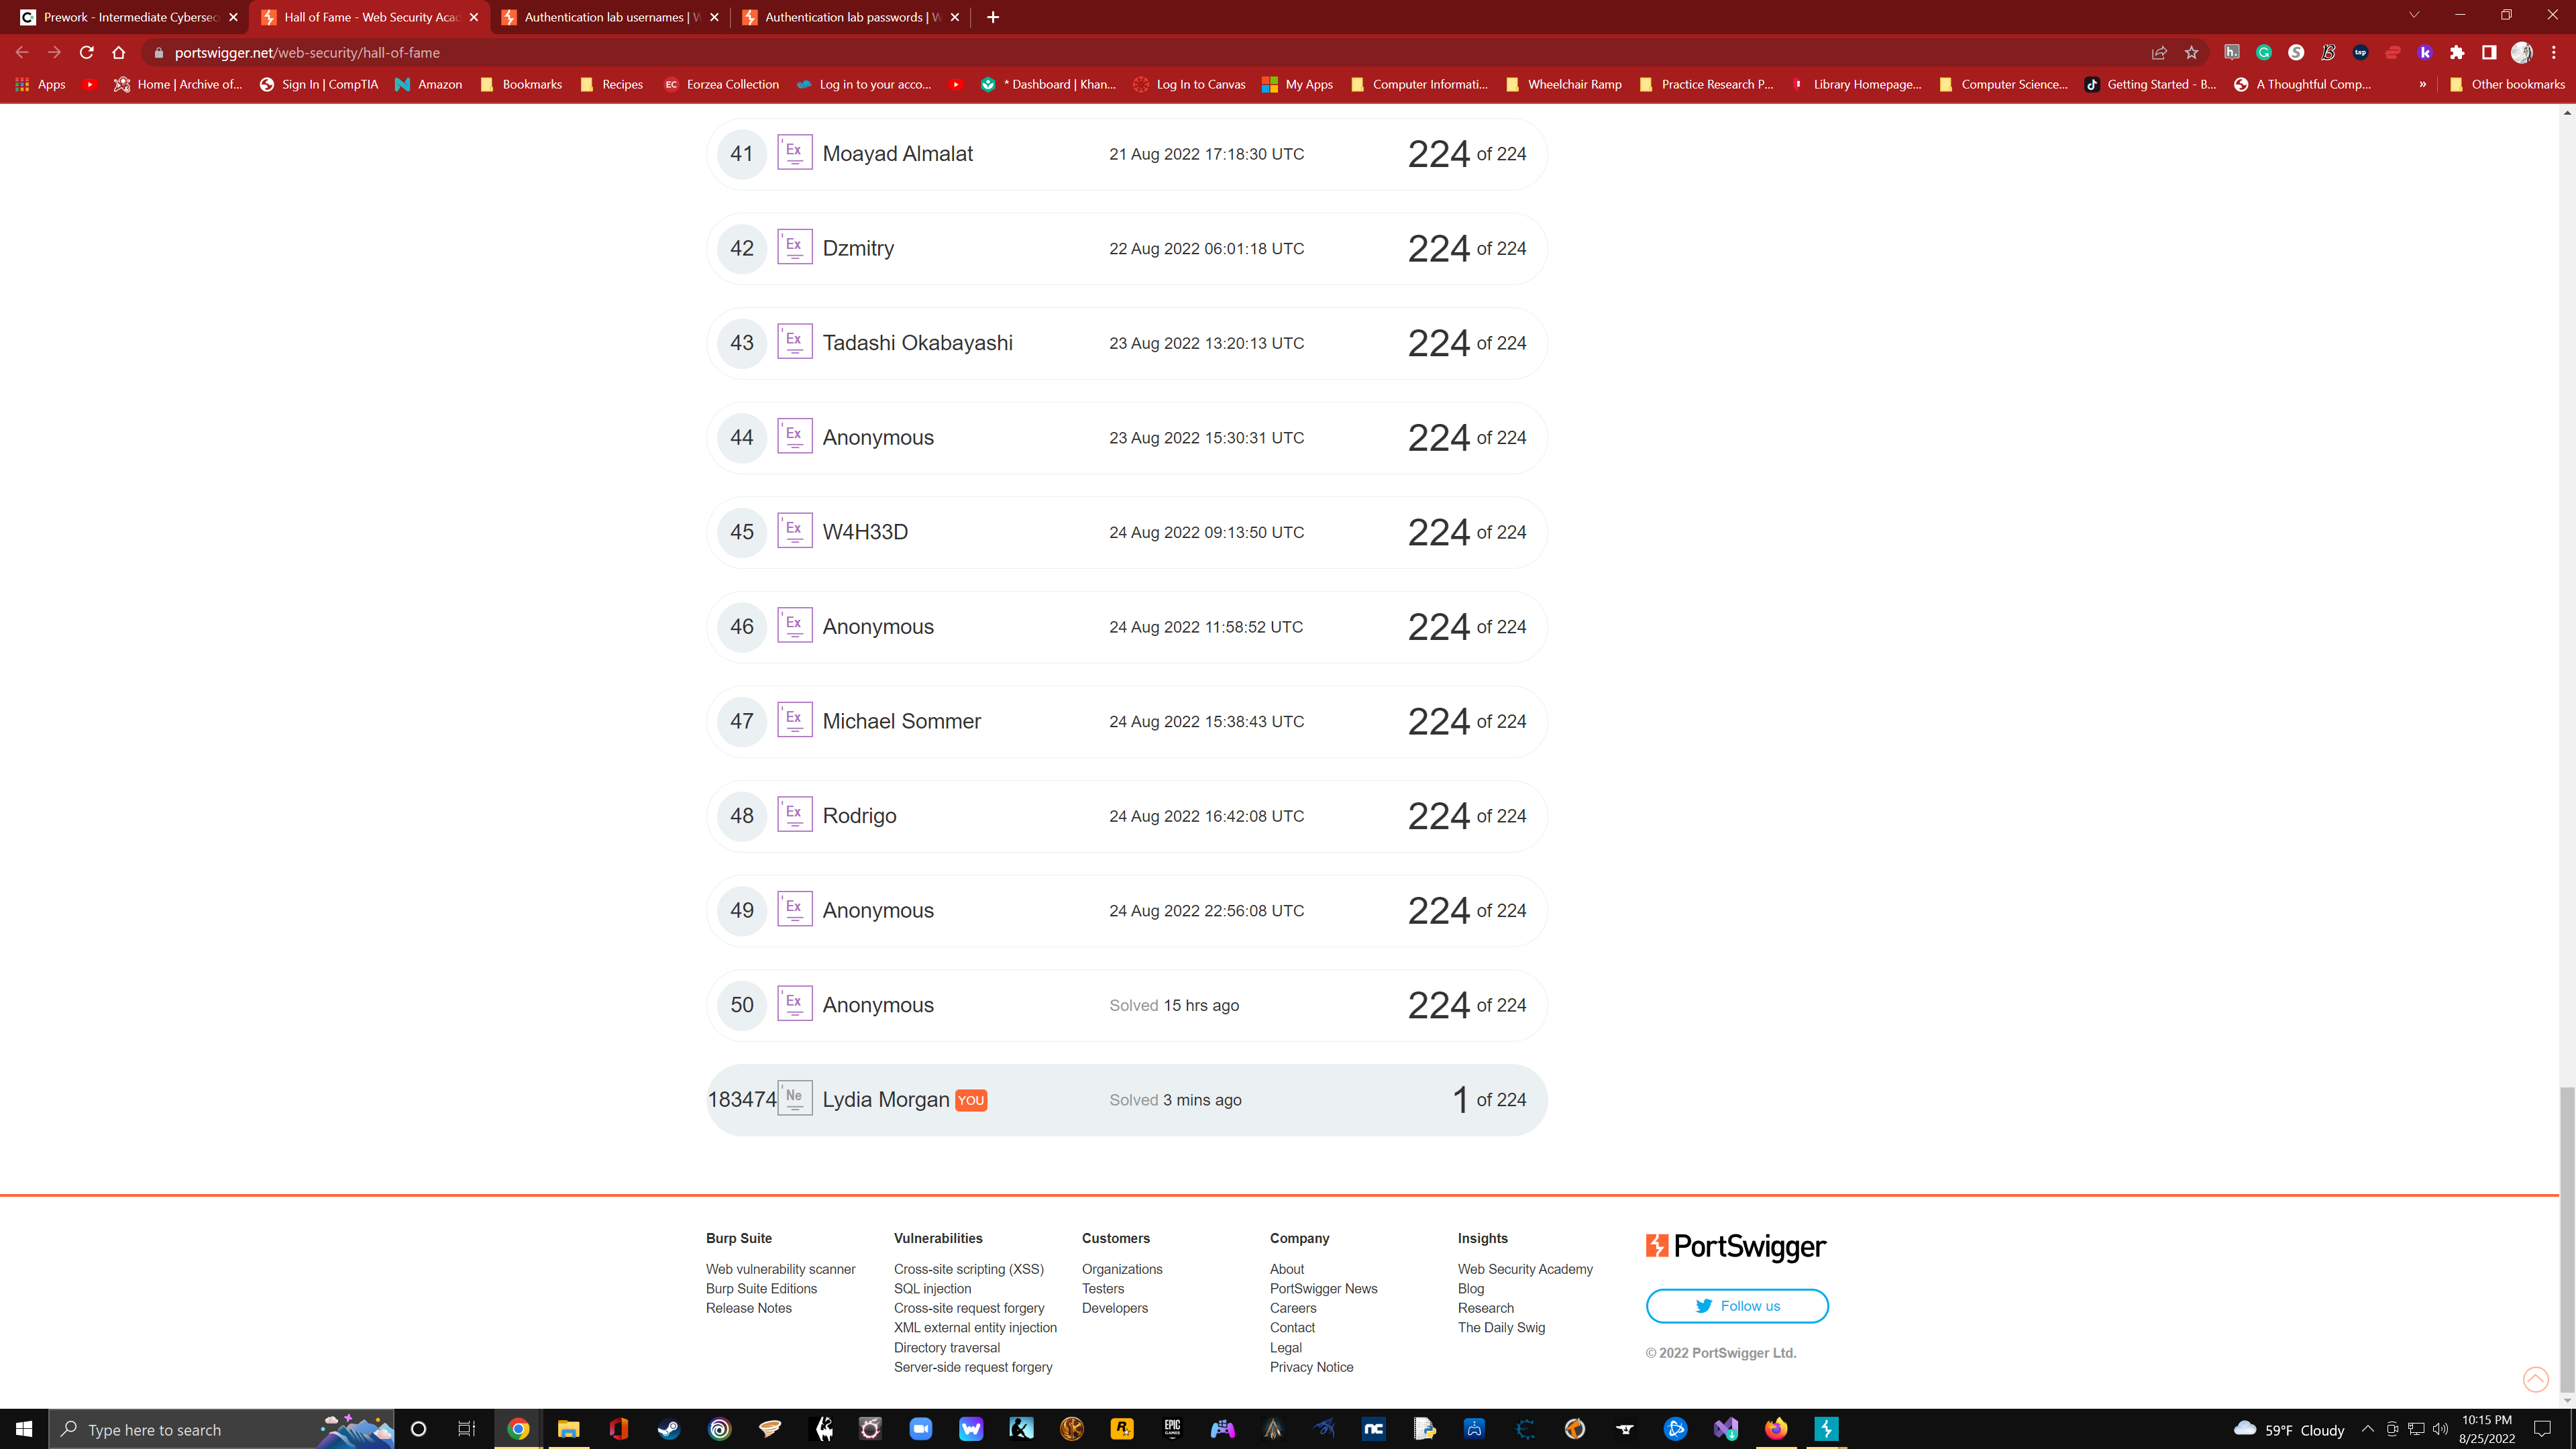 Prework - Intermediate Cybersec
Hall of Fame - Web Security Acad
Authentication lab usernames | W
Authentication lab passwords | W
portswigger.net/web-security/hall-of-fame
Apps
Home | Archive of...
Sign In | CompTIA
Amazon
Bookmarks
Recipes
EC Eorzea Collection
Log in to your acco...
* Dashboard | Khan...
Log In to Canvas
My Apps
Computer Informati...
Wheelchair Ramp
Practice Research P...
Library Homepage...
Computer Science...
Getting Started - B...
A Thoughtful Comp...
» Other bookmarks
41 Ex Moayad Almalat 21 Aug 2022 17:18:30 UTC 224 of 224
42 Ex Dzmitry 22 Aug 2022 06:01:18 UTC 224 of 224
43 Ex Tadashi Okabayashi 23 Aug 2022 13:20:13 UTC 224 of 224
44 Ex Anonymous 23 Aug 2022 15:30:31 UTC 224 of 224
45 Ex W4H33D 24 Aug 2022 09:13:50 UTC 224 of 224
46 Ex Anonymous 24 Aug 2022 11:58:52 UTC 224 of 224
47 Ex Michael Sommer 24 Aug 2022 15:38:43 UTC 224 of 224
48 Ex Rodrigo 24 Aug 2022 16:42:08 UTC 224 of 224
49 Ex Anonymous 24 Aug 2022 22:56:08 UTC 224 of 224
50 Ex Anonymous Solved 15 hrs ago 224 of 224
183474 Ne Lydia Morgan YOU Solved 3 mins ago 1 of 224
Burp Suite
Web vulnerability scanner
Burp Suite Editions
Release Notes
Vulnerabilities
Cross-site scripting (XSS)
SQL injection
Cross-site request forgery
XML external entity injection
Directory traversal
Server-side request forgery
Customers
Organizations
Testers
Developers
Company
About
PortSwigger News
Careers
Contact
Legal
Privacy Notice
Insights
Web Security Academy
Blog
Research
The Daily Swig
PortSwigger
Follow us
© 2022 PortSwigger Ltd.
Type here to search
EPIC GAMES
nc
59°F Cloudy
10:15 PM
8/25/2022